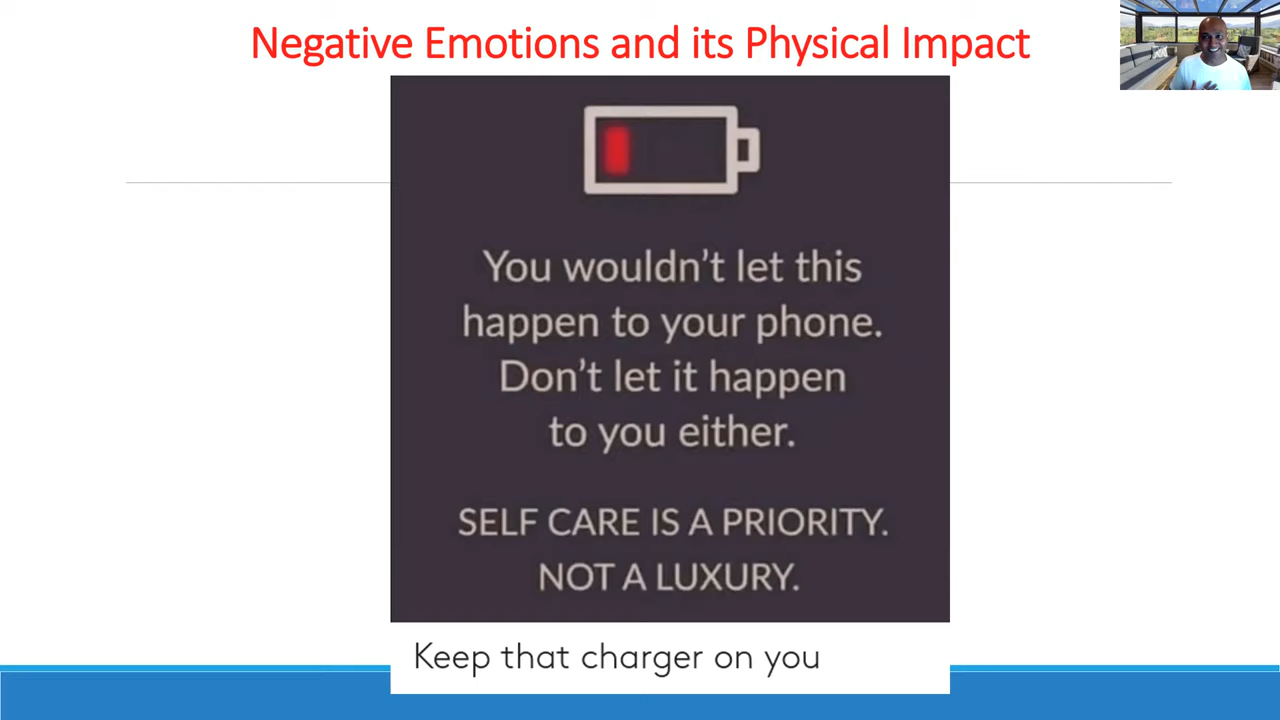 Negative Emotions and its Physical Impact
You wouldn't let this
happen to your phone.
Don't let it happen
to you either.
SELF CARE IS A PRIORITY.
NOT A LUXURY.
Keep that charger on you